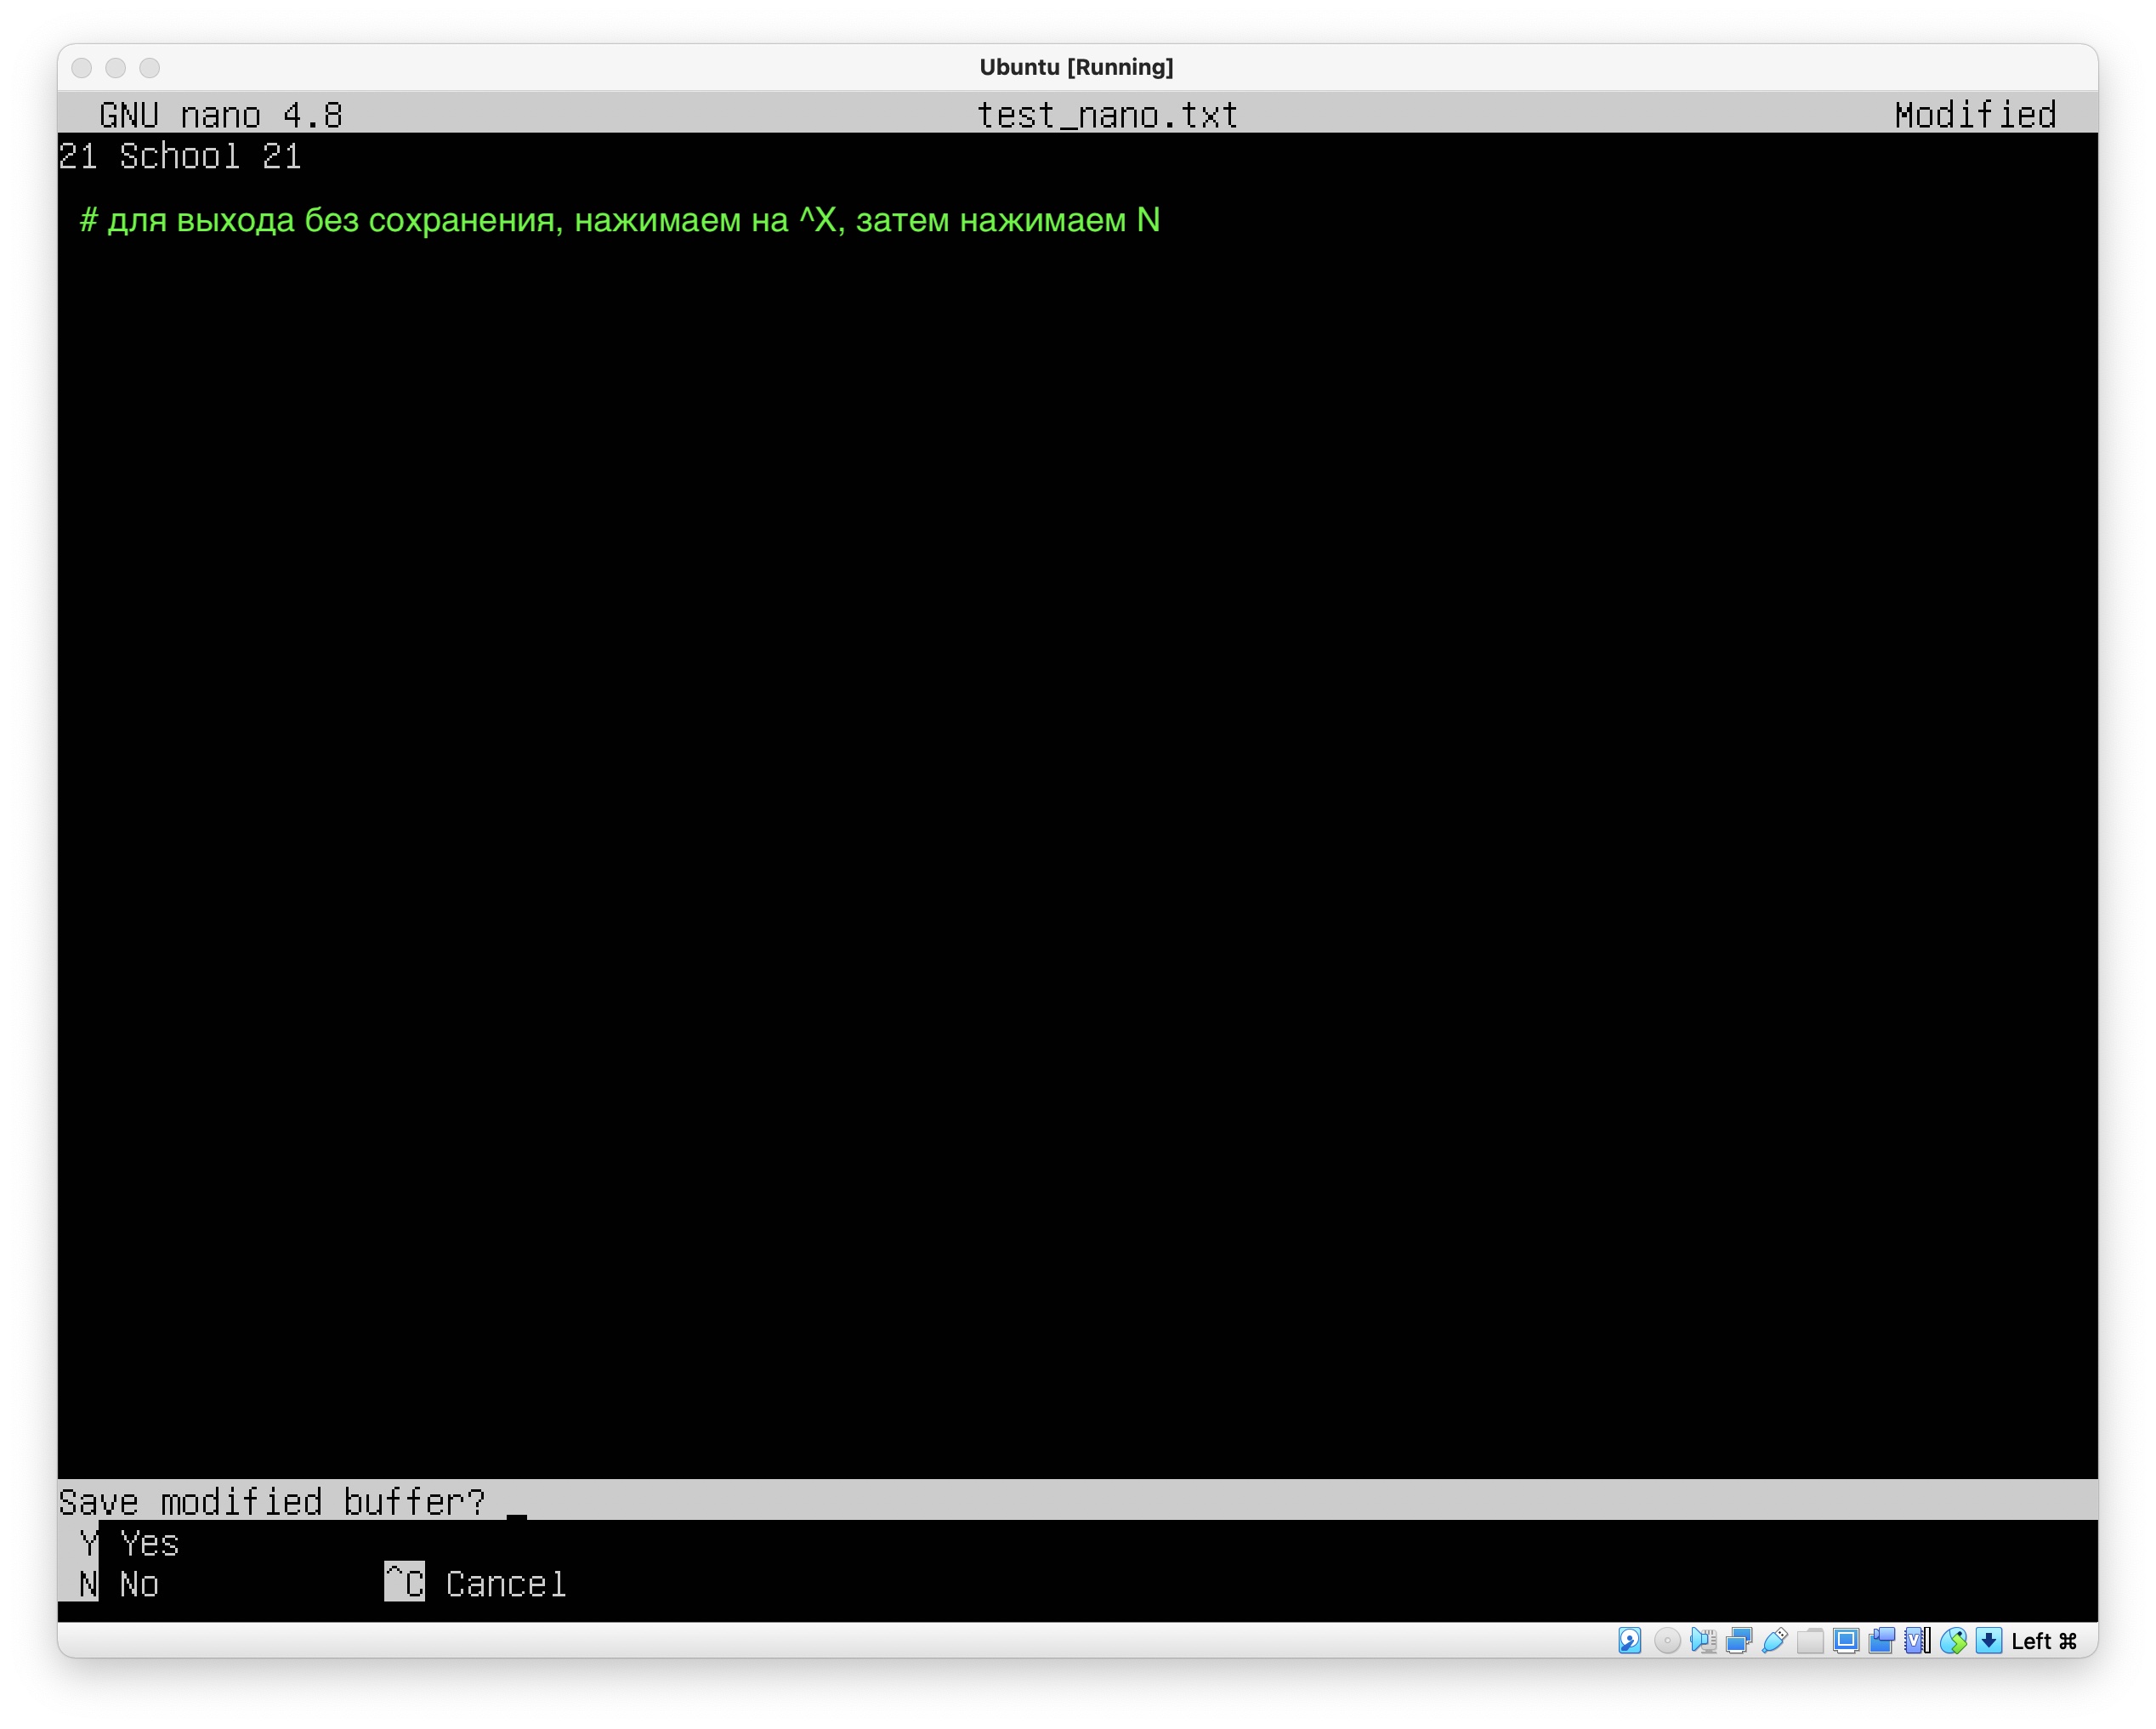 Ubuntu [Running]
GNU nano 4.8 test_nano.txt Modified
21 School 21
# для выхода без сохранения, нажимаем на ^X, затем нажимаем N
Save modified buffer?
Y Yes
N No ^C Cancel
Left ⌘